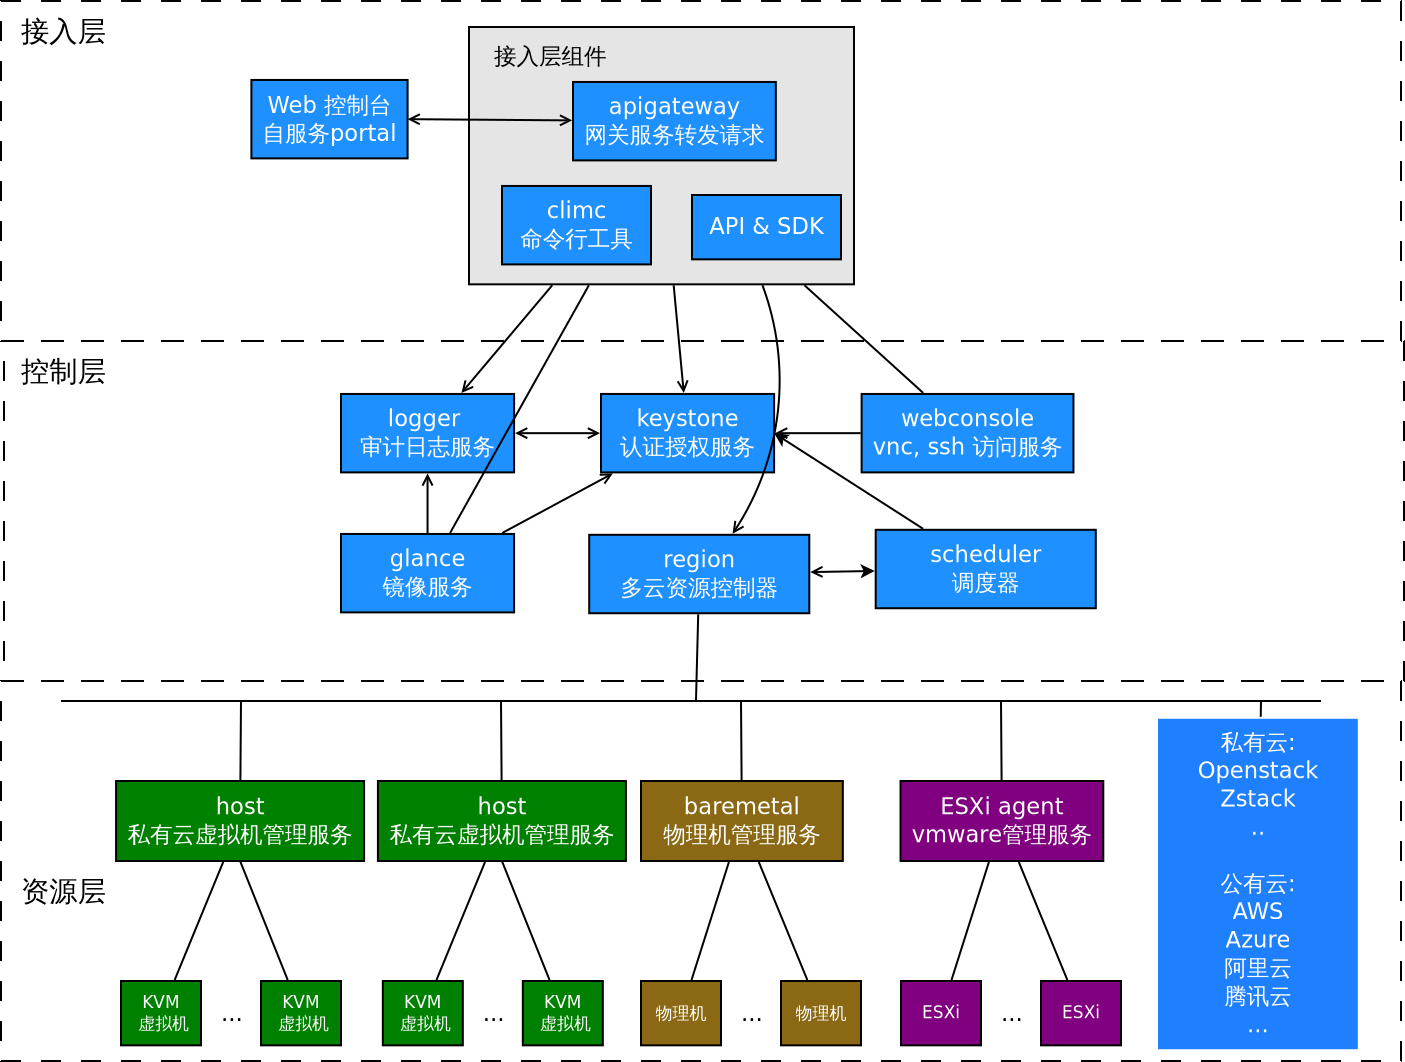 接入层
接入层组件
Web 控制台
自服务portal
apigateway
网关服务转发请求
climc
命令行工具
API & SDK
控制层
logger
审计日志服务
keystone
认证授权服务
webconsole
vnc, ssh 访问服务
glance
镜像服务
region
多云资源控制器
scheduler
调度器
资源层
host
私有云虚拟机管理服务
host
私有云虚拟机管理服务
baremetal
物理机管理服务
ESXi agent
vmware管理服务
私有云:
Openstack
Zstack
..
公有云:
AWS
Azure
阿里云
腾讯云
...
KVM
虚拟机
...
KVM
虚拟机
KVM
虚拟机
...
KVM
虚拟机
物理机
...
物理机
ESXi
...
ESXi